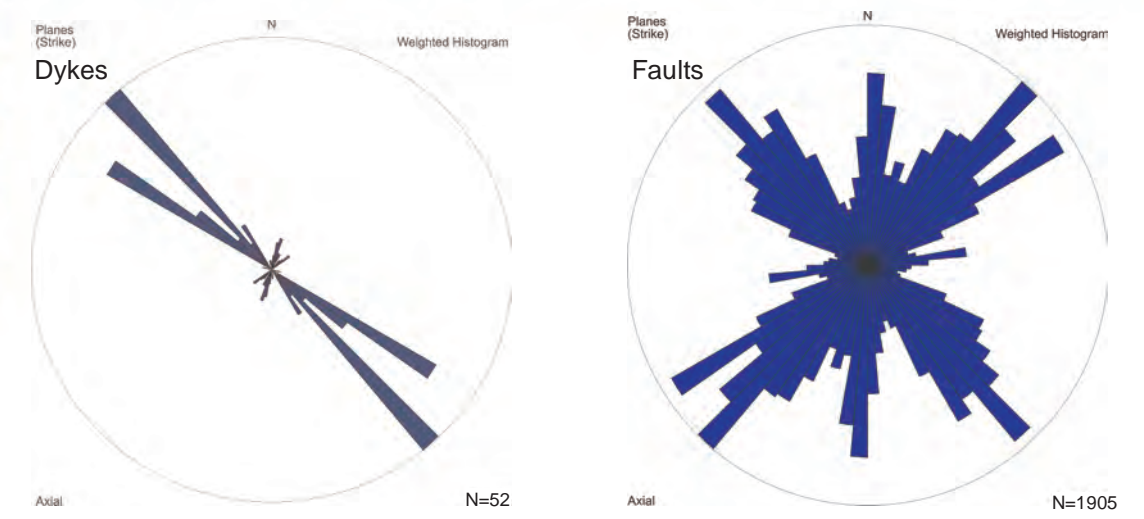 Planes
(Strike)
N
Weighted Histogram
Dykes
Axial
N=52
Planes
(Strike)
N
Weighted Histogram
Faults
Axial
N=1905